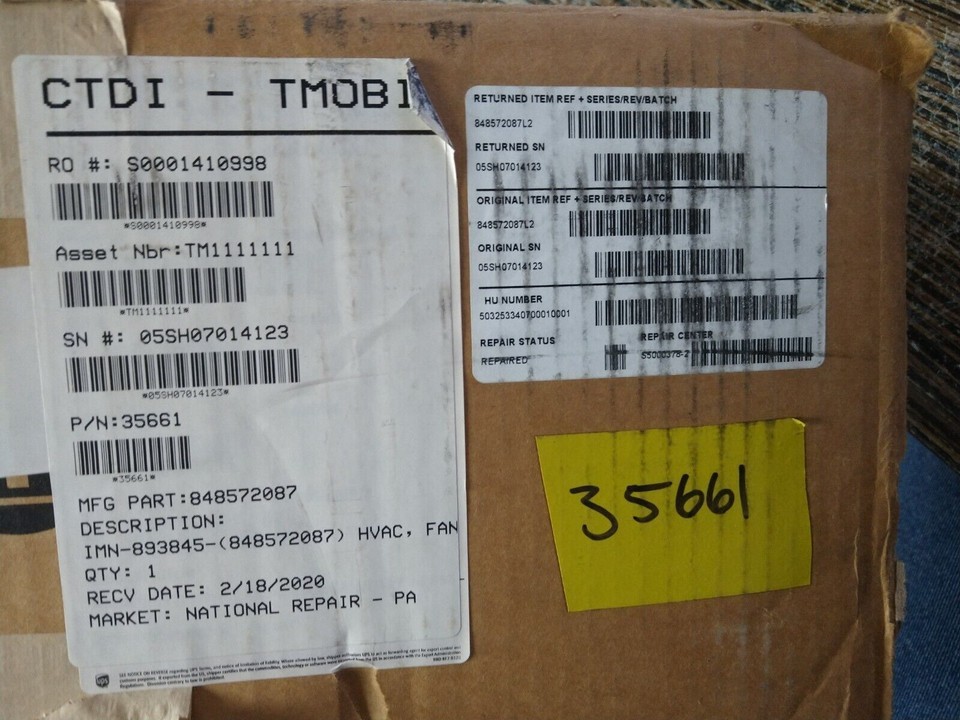 CTDI - TMOB
RO #: S0001410998
*S0001410998*
Asset Nbr:TM1111111
*TM1111111*
SN #: 05SH07014123
*05SH07014123*
P/N:35661
*35661*
MFG PART:848572087
DESCRIPTION:
IMN-893845-(848572087) HVAC, FAN
QTY: 1
RECV DATE: 2/18/2020
MARKET: NATIONAL REPAIR - PA
RETURNED ITEM REF + SERIES/REV/BATCH
848572087L2
RETURNED SN
05SH07014123
ORIGINAL ITEM REF + SERIES/REV/BATCH
848572087L2
ORIGINAL SN
05SH07014123
HU NUMBER
503253340700010001
REPAIR STATUS
REPAIRED
REPAIR CENTER
S5000378-2
35661